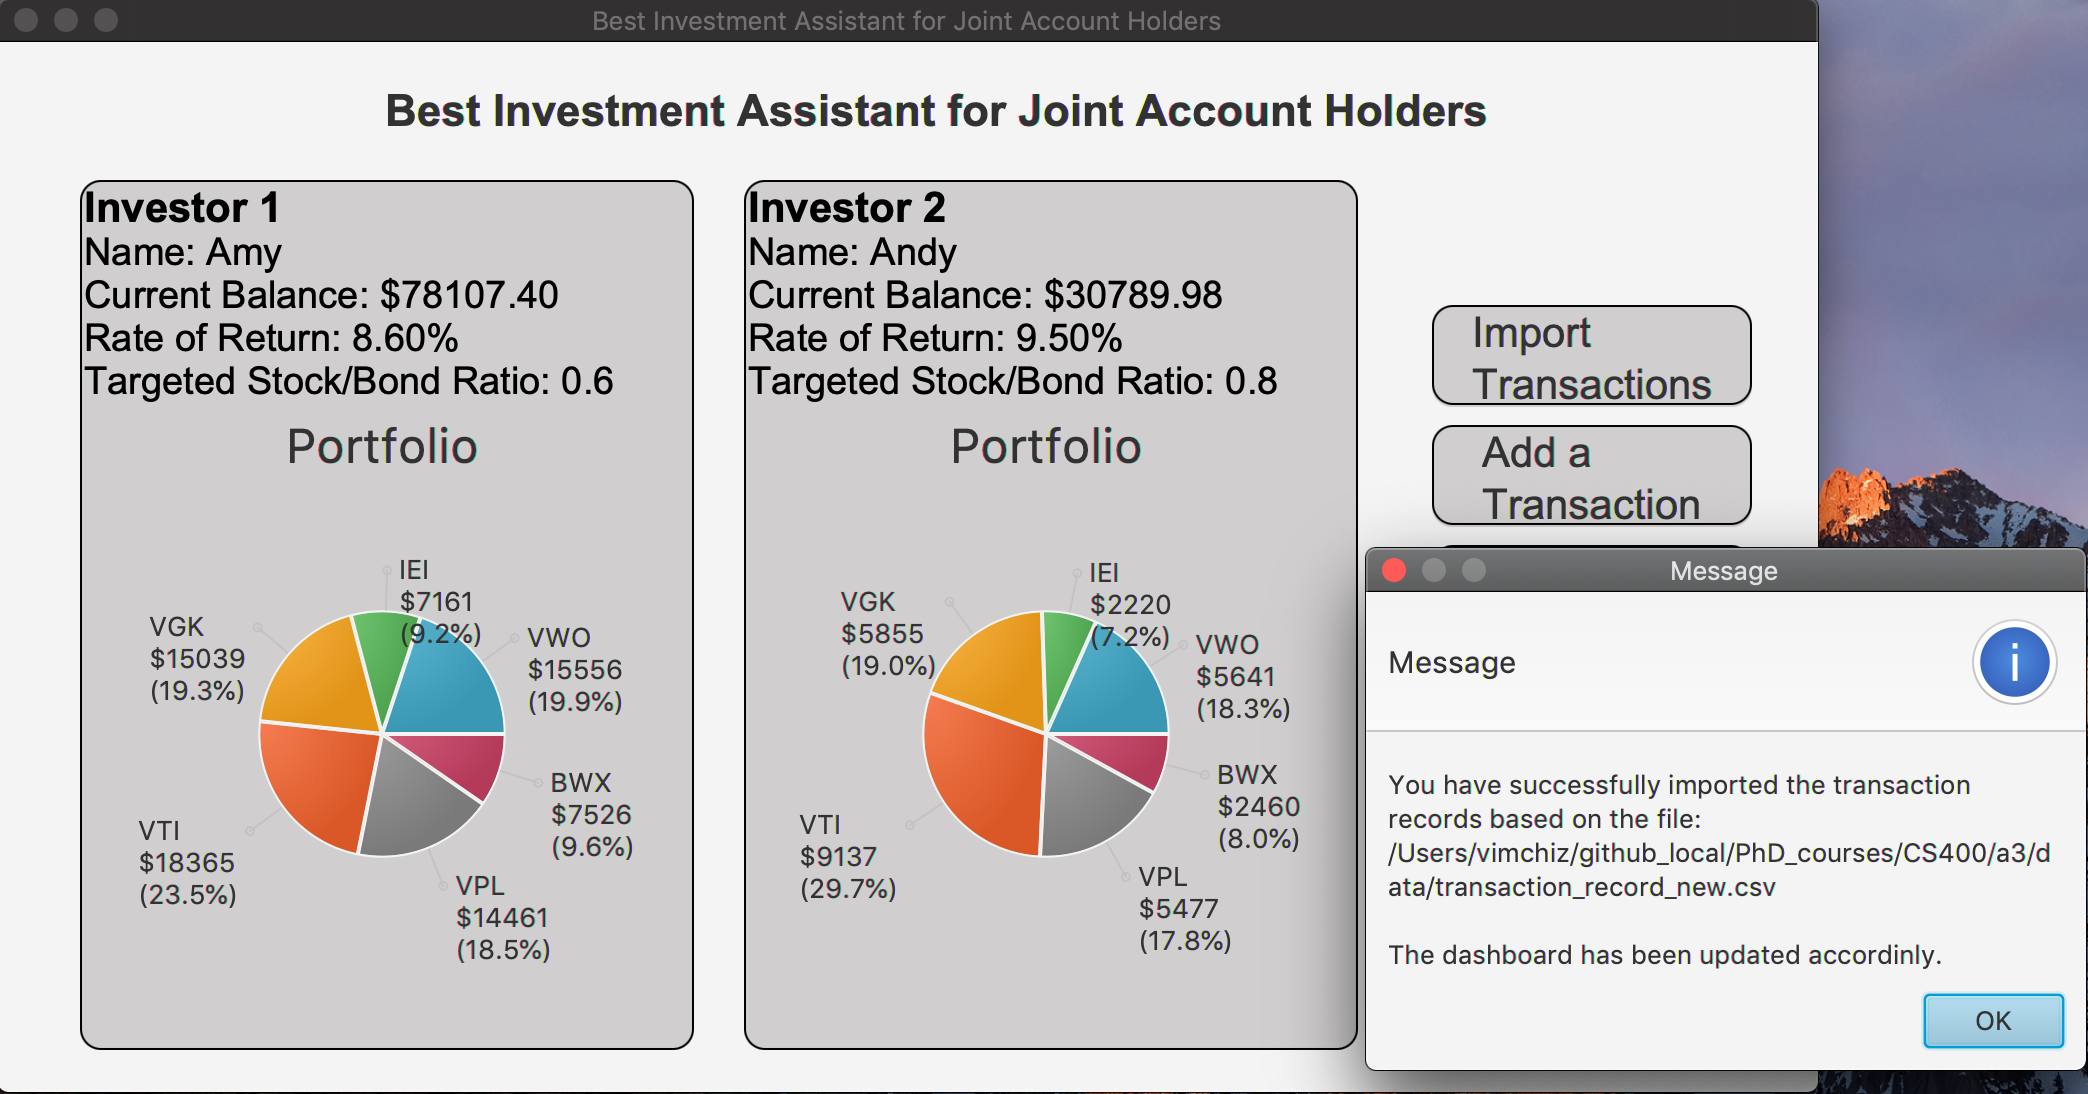 Best Investment Assistant for Joint Account Holders
Best Investment Assistant for Joint Account Holders
Investor 1
Name: Amy
Current Balance: $78107.40
Rate of Return: 8.60%
Targeted Stock/Bond Ratio: 0.6
Portfolio
IEI
$7161
(9.2%)
VGK
$15039
(19.3%)
VWO
$15556
(19.9%)
BWX
$7526
(9.6%)
VTI
$18365
(23.5%)
VPL
$14461
(18.5%)
Investor 2
Name: Andy
Current Balance: $30789.98
Rate of Return: 9.50%
Targeted Stock/Bond Ratio: 0.8
Portfolio
IEI
$2220
(7.2%)
VGK
$5855
(19.0%)
VWO
$5641
(18.3%)
BWX
$2460
(8.0%)
VTI
$9137
(29.7%)
VPL
$5477
(17.8%)
Import
Transactions
Add a
Transaction
Message
Message
i
You have successfully imported the transaction
records based on the file:
/Users/vimchiz/github_local/PhD_courses/CS400/a3/d
ata/transaction_record_new.csv
The dashboard has been updated accordinly.
OK